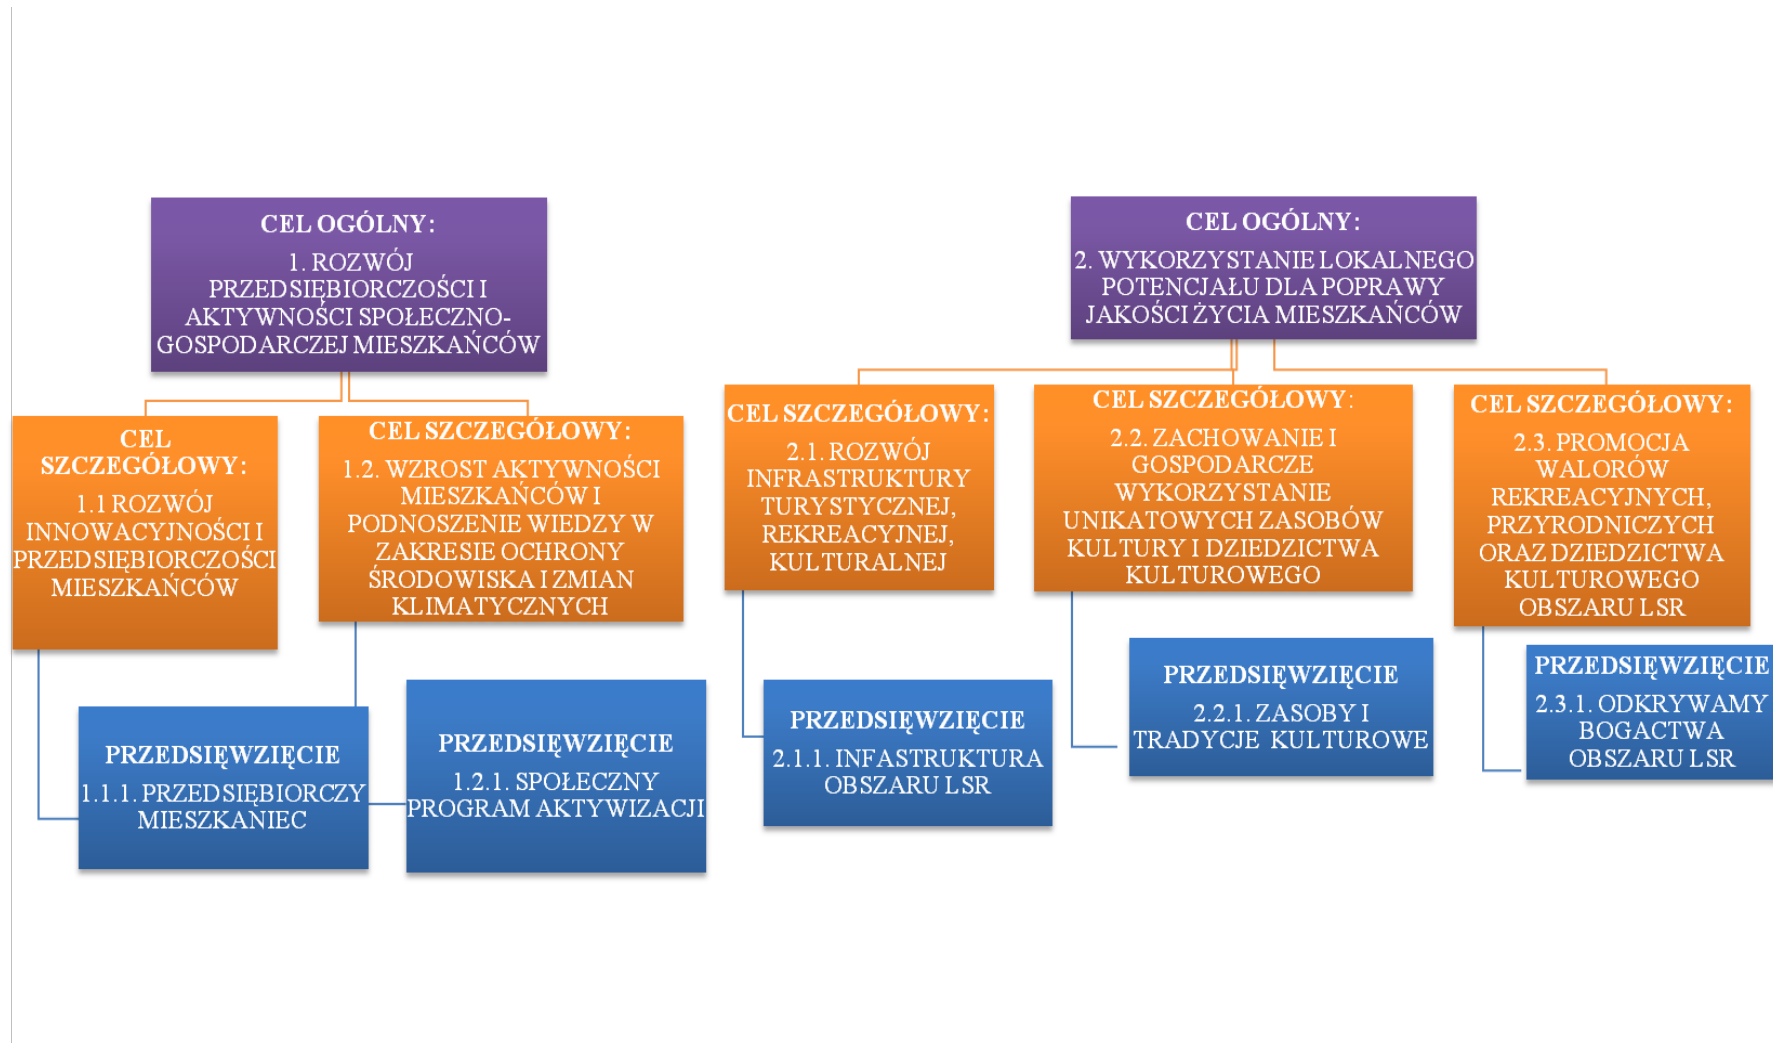 CEL OGÓLNY:
1. ROZWÓJ
PRZEDSIĘBIORCZOŚCI I
AKTYWNOŚCI SPOŁECZNO-
GOSPODARCZEJ MIESZKAŃCÓW
CEL
SZCZEGÓŁOWY:
1.1 ROZWÓJ
INNOWACYJNOŚCI I
PRZEDSIĘBIORCZOŚCI
MIESZKAŃCÓW
CEL SZCZEGÓŁOWY:
1.2. WZROST AKTYWNOŚCI
MIESZKAŃCÓW I
PODNOSZENIE WIEDZY W
ZAKRESIE OCHRONY
ŚRODOWISKA I ZMIAN
KLIMATYCZNYCH
PRZEDSIĘWZIĘCIE
1.1.1. PRZEDSIĘBIORCZY
MIESZKANIEC
PRZEDSIĘWZIĘCIE
1.2.1. SPOŁECZNY
PROGRAM AKTYWIZACJI
CEL OGÓLNY:
2. WYKORZYSTANIE LOKALNEGO
POTENCJAŁU DLA POPRAWY
JAKOŚCI ŻYCIA MIESZKAŃCÓW
CEL SZCZEGÓŁOWY:
2.1. ROZWÓJ
INFRASTRUKTURY
TURYSTYCZNEJ,
REKREACYJNEJ,
KULTURALNEJ
CEL SZCZEGÓŁOWY:
2.2. ZACHOWANIE I
GOSPODARCZE
WYKORZYSTANIE
UNIKATOWYCH ZASOBÓW
KULTURY I DZIEDZICTWA
KULTUROWEGO
CEL SZCZEGÓŁOWY:
2.3. PROMOCJA
WALORÓW
REKREACYJNYCH,
PRZYRODNICZYCH
ORAZ DZIEDZICTWA
KULTUROWEGO
OBSZARU LSR
PRZEDSIĘWZIĘCIE
2.1.1. INFASTRUKTURA
OBSZARU LSR
PRZEDSIĘWZIĘCIE
2.2.1. ZASOBY I
TRADYCJE KULTUROWE
PRZEDSIĘWZIĘCIE
2.3.1. ODKRYWAMY
BOGACTWA
OBSZARU LSR